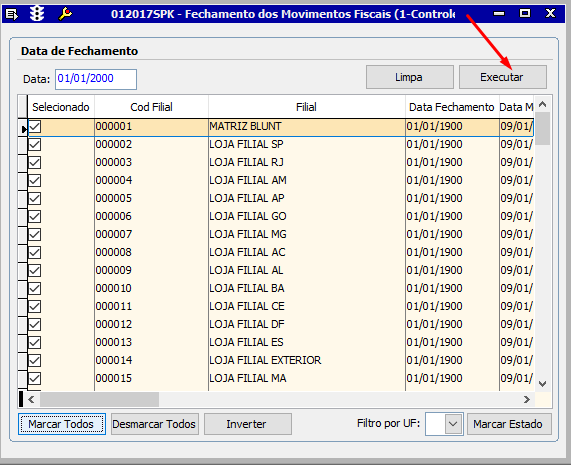 012017SPK - Fechamento dos Movimentos Fiscais (1-Controle
Data de Fechamento
Data: 01/01/2000 Limpa Executar
Selecionado Cod Filial Filial Data Fechamento Data M
000001 MATRIZ BLUNT 01/01/1900 09/01/
000002 LOJA FILIAL SP 01/01/1900 09/01/
000003 LOJA FILIAL RJ 01/01/1900 09/01/
000004 LOJA FILIAL AM 01/01/1900 09/01/
000005 LOJA FILIAL AP 01/01/1900 09/01/
000006 LOJA FILIAL GO 01/01/1900 09/01/
000007 LOJA FILIAL MG 01/01/1900 09/01/
000008 LOJA FILIAL AC 01/01/1900 09/01/
000009 LOJA FILIAL AL 01/01/1900 09/01/
000010 LOJA FILIAL BA 01/01/1900 09/01/
000011 LOJA FILIAL CE 01/01/1900 09/01/
000012 LOJA FILIAL DF 01/01/1900 09/01/
000013 LOJA FILIAL ES 01/01/1900 09/01/
000014 LOJA FILIAL EXTERIOR 01/01/1900 09/01/
000015 LOJA FILIAL MA 01/01/1900 09/01/
Marcar Todos Desmarcar Todos Inverter Filtro por UF: Marcar Estado